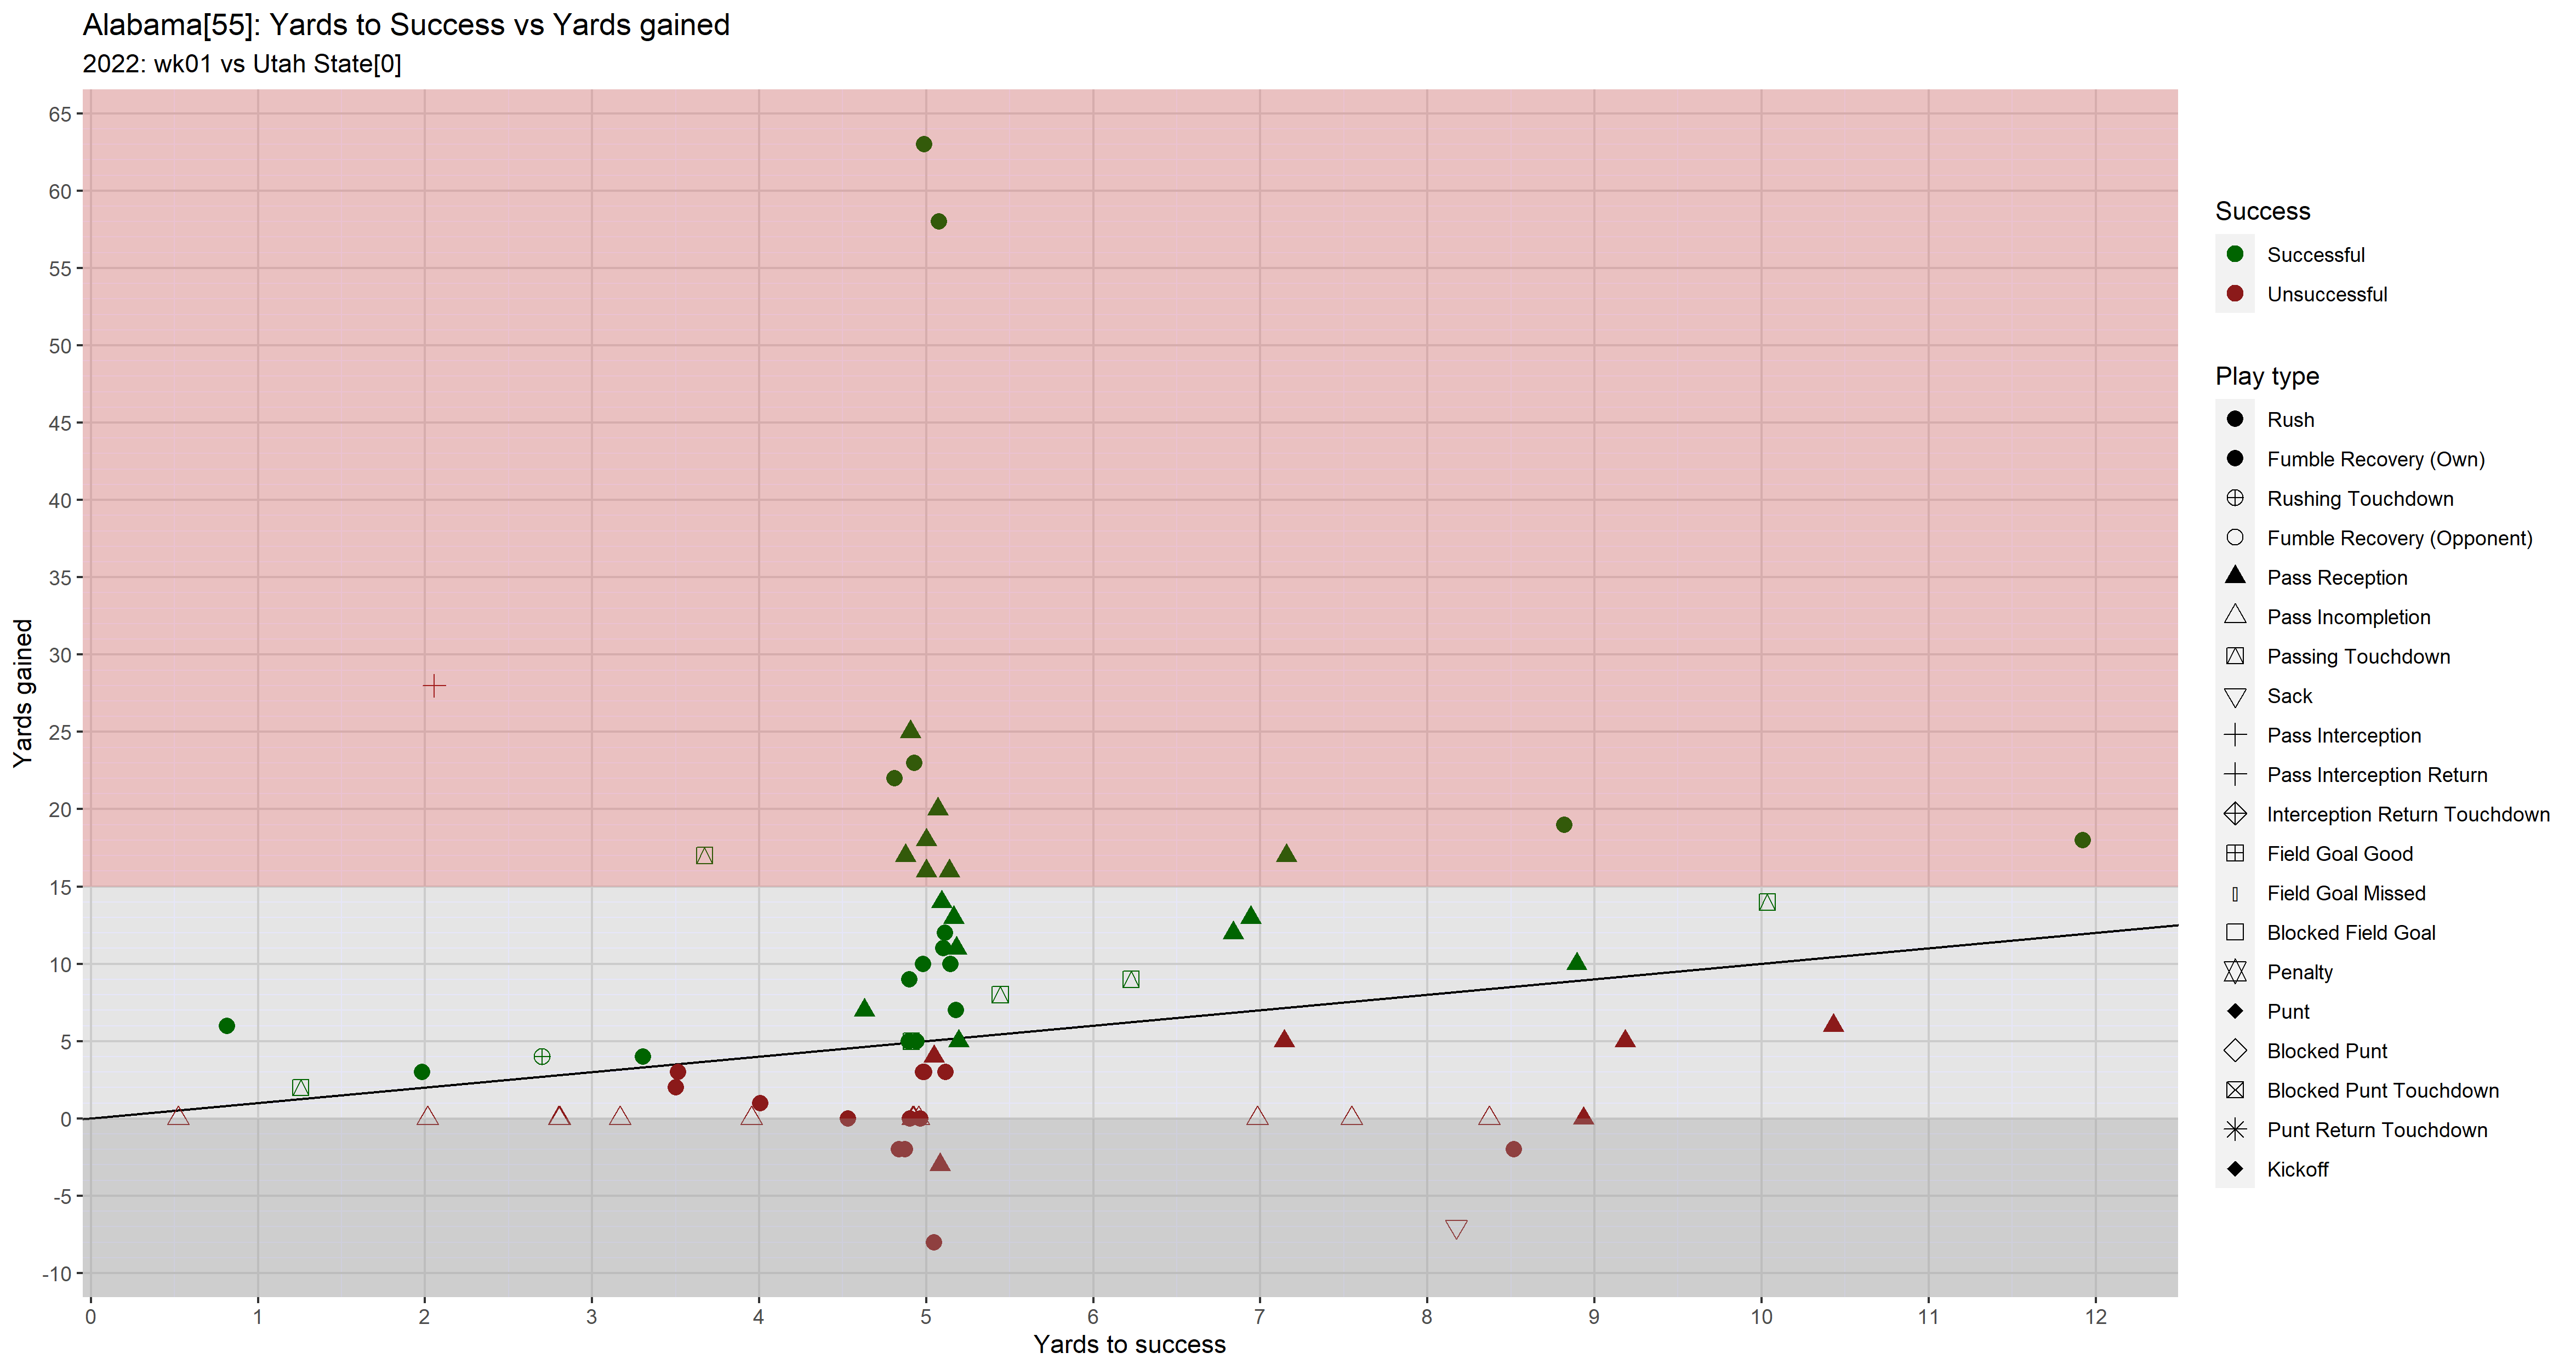 Alabama[55]: Yards to Success vs Yards gained
2022: wk01 vs Utah State[0]
Yards gained
65
60
55
50
45
40
35
30
25
20
15
10
5
0
-5
-10
0 1 2 3 4 5 6 7 8 9 10 11 12
Yards to success
Success
Successful
Unsuccessful
Play type
Rush
Fumble Recovery (Own)
Rushing Touchdown
Fumble Recovery (Opponent)
Pass Reception
Pass Incompletion
Passing Touchdown
Sack
Pass Interception
Pass Interception Return
Interception Return Touchdown
Field Goal Good
Field Goal Missed
Blocked Field Goal
Penalty
Punt
Blocked Punt
Blocked Punt Touchdown
Punt Return Touchdown
Kickoff